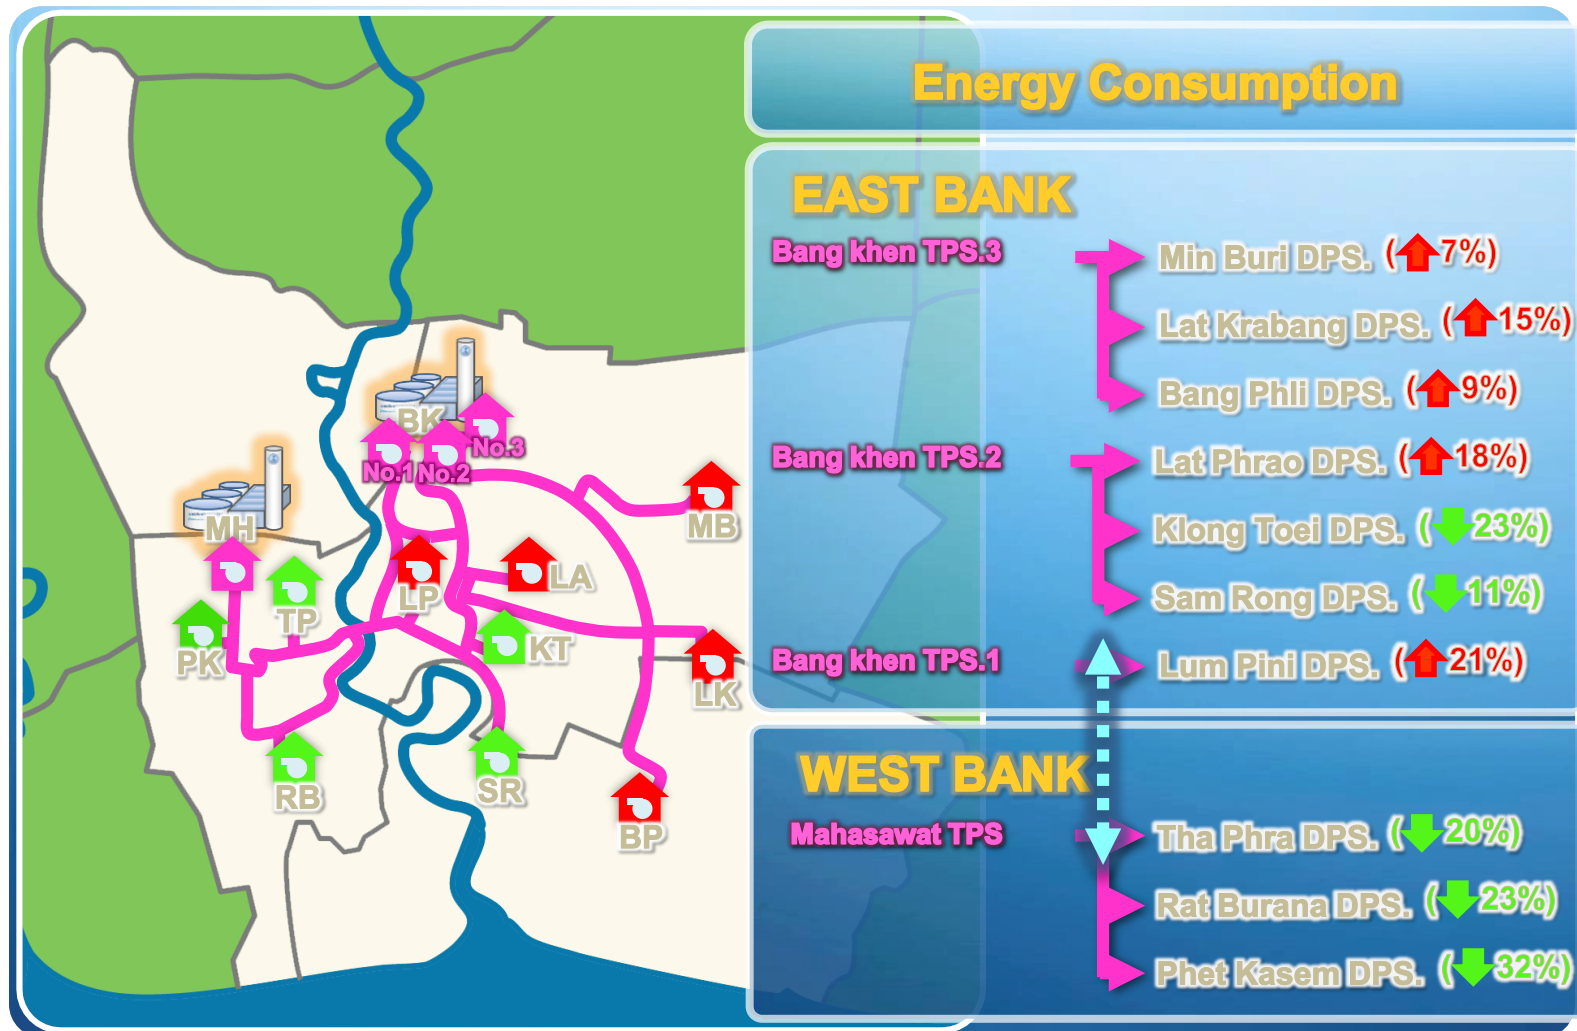 Energy Consumption
EAST BANK
Bang khen TPS.3
Min Buri DPS. (7%)
Lat Krabang DPS. (15%)
Bang Phli DPS. (9%)
Bang khen TPS.2
Lat Phrao DPS. (18%)
Klong Toei DPS. (23%)
Sam Rong DPS. (11%)
Bang khen TPS.1
Lum Pini DPS. (21%)
WEST BANK
Mahasawat TPS
Tha Phra DPS. (20%)
Rat Burana DPS. (23%)
Phet Kasem DPS. (32%)
BK
No.3
No.1
No.2
MH
MB
LA
LP
TP
KT
PK
LK
RB
SR
BP